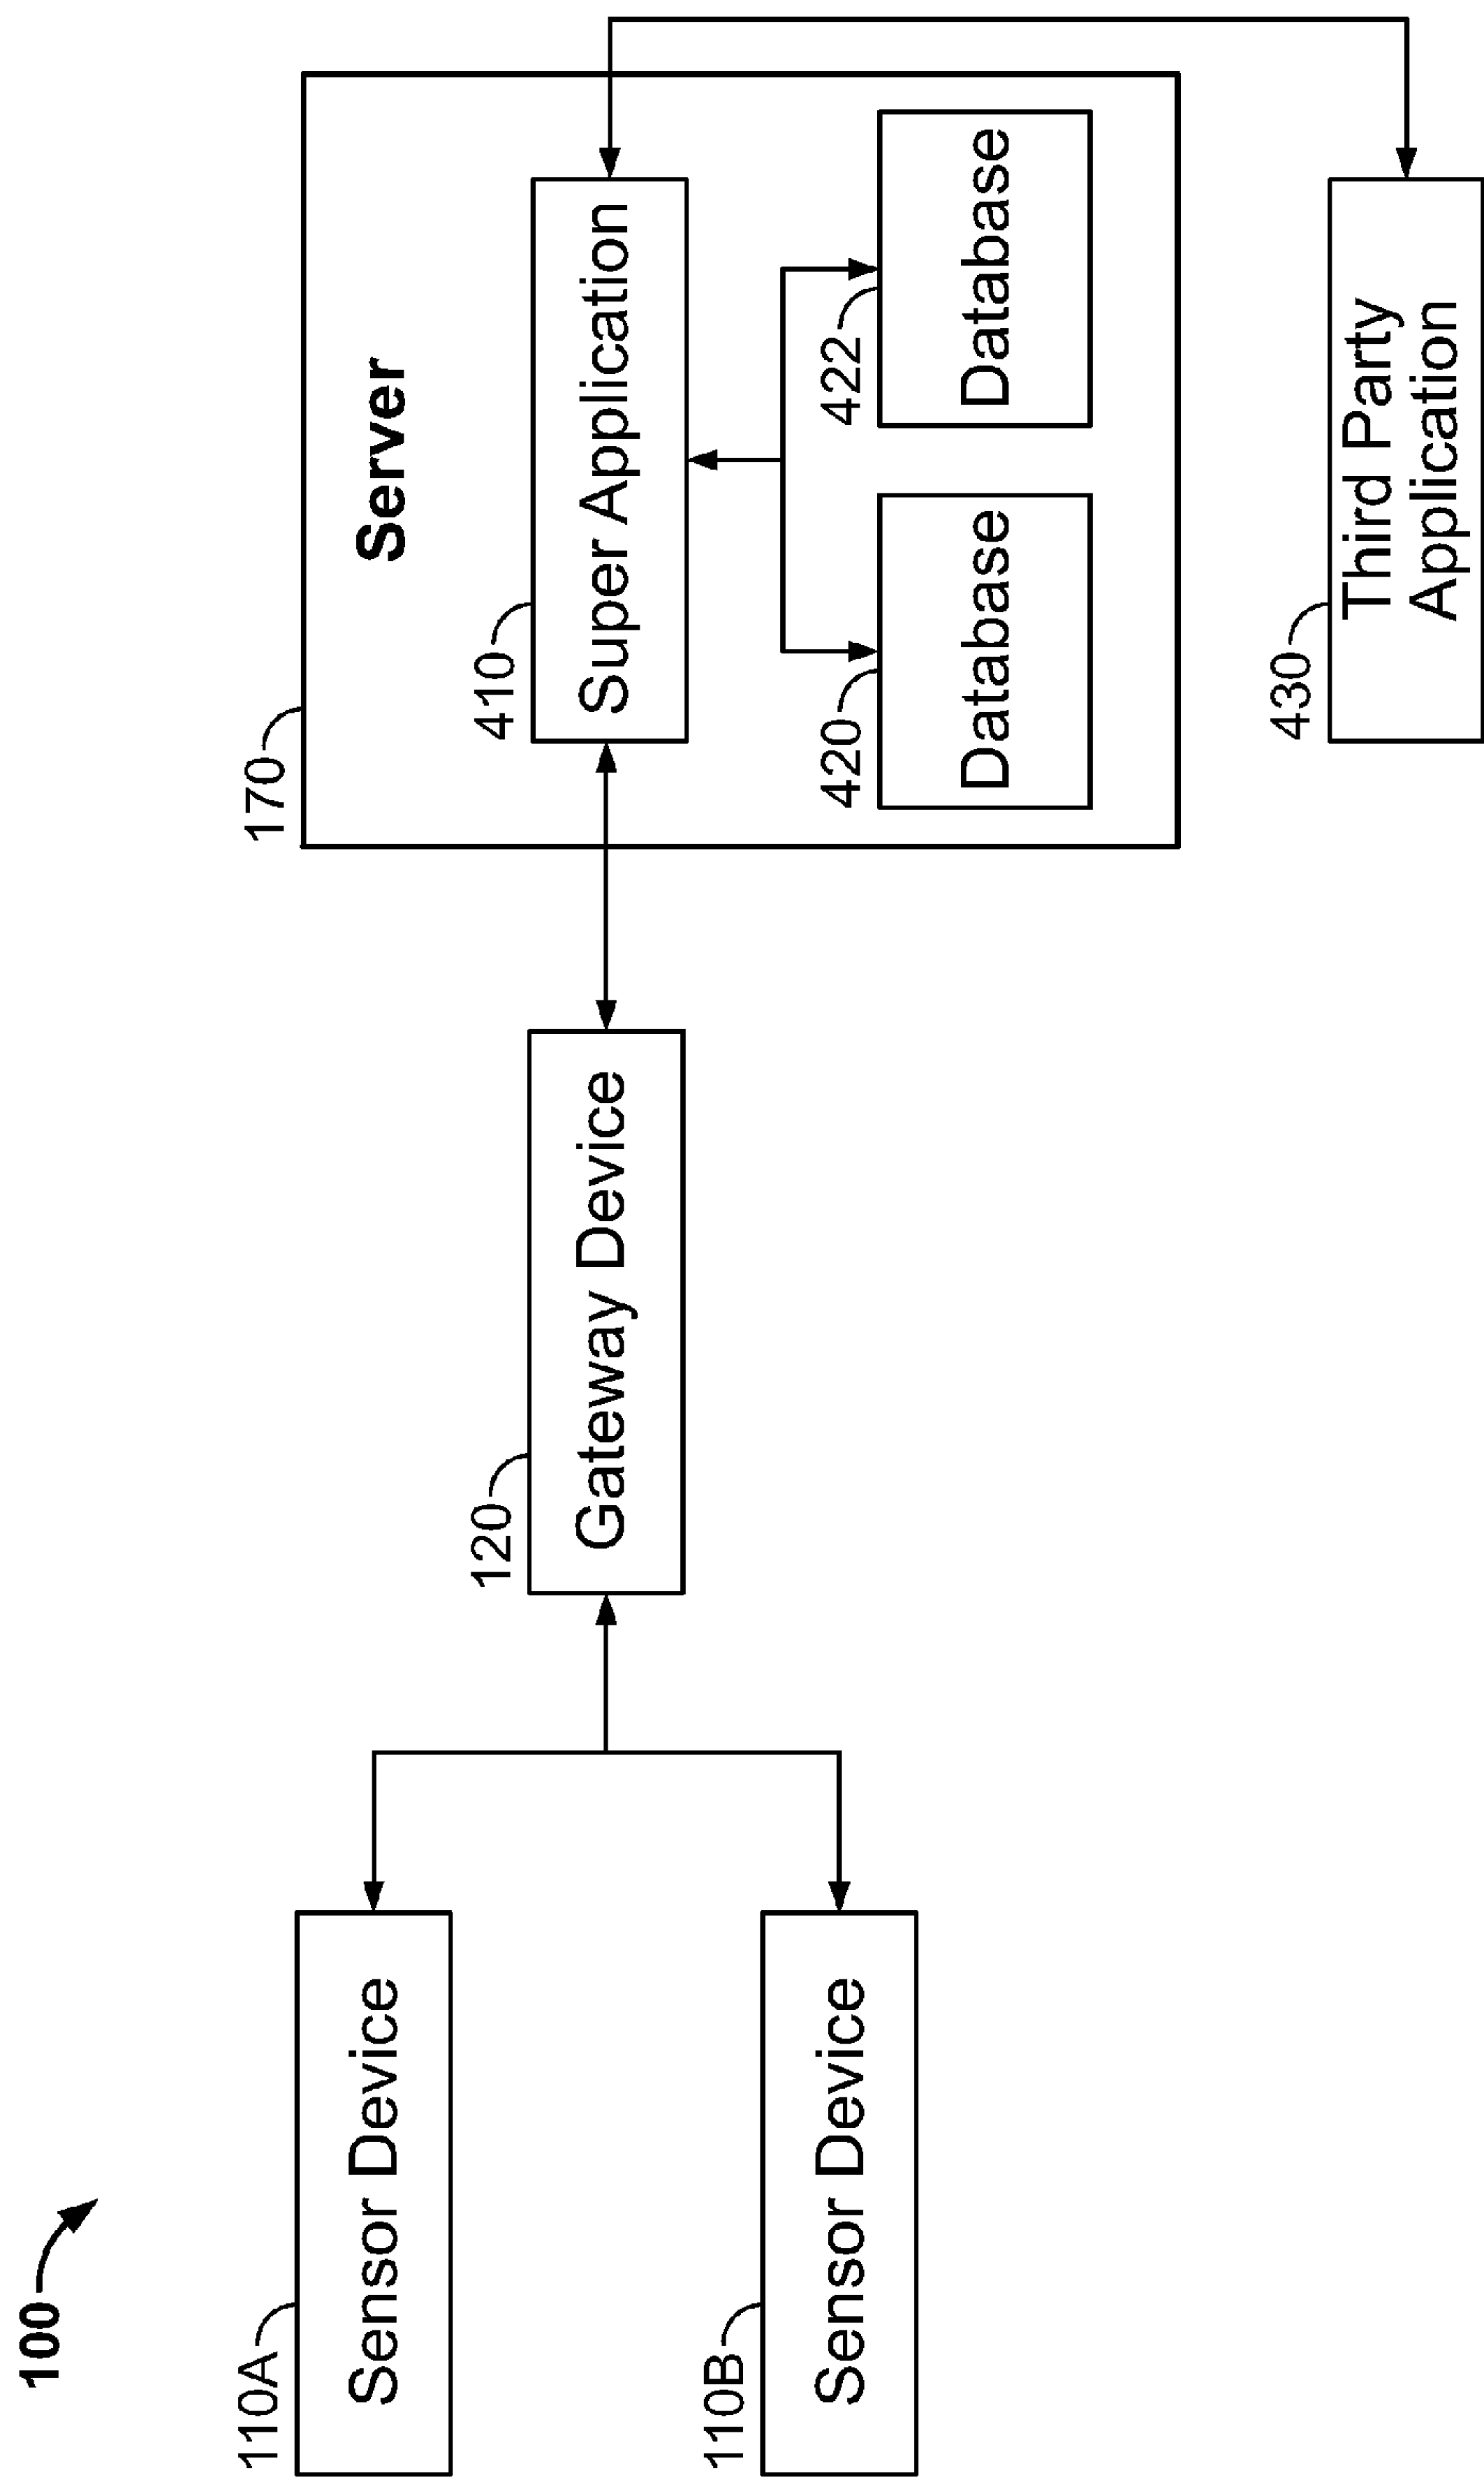 100
110A
Sensor Device
110B
Sensor Device
120
Gateway Device
170
Server
410
Super Application
420
Database
422
Database
430
Third Party
Application